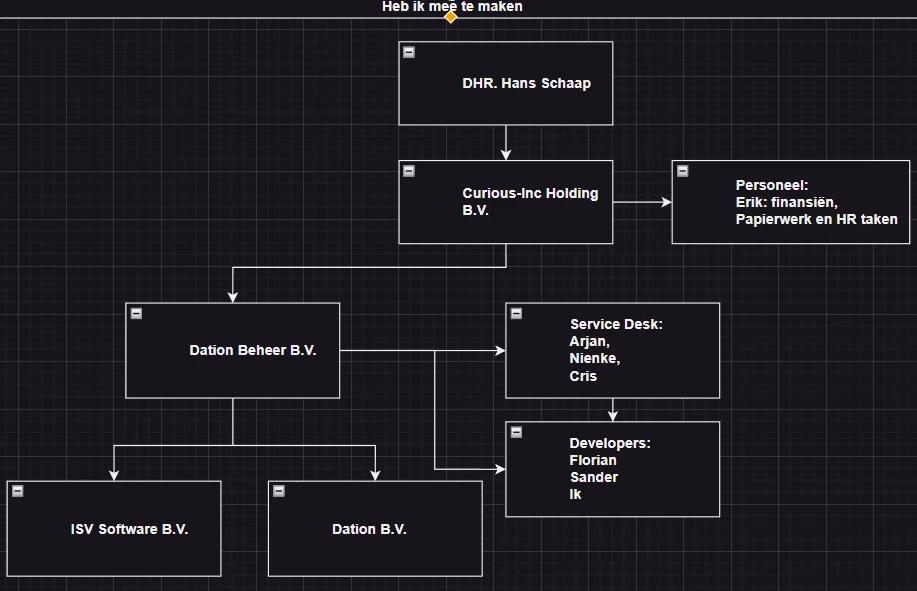 Heb ik mee te maken
DHR. Hans Schaap
Curious-Inc Holding
B.V.
Personeel:
Erik: finansiën,
Papierwerk en HR taken
Dation Beheer B.V.
Service Desk:
Arjan,
Nienke,
Cris
Developers:
Florian
Sander
Ik
ISV Software B.V.
Dation B.V.